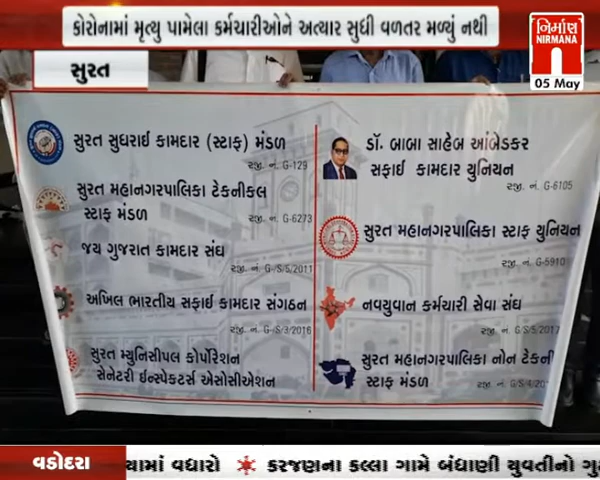 કોરોનામાં મૃત્યુ પામેલા કર્મચારીઓને અત્યાર સુધી વળતર મળ્યું નથી
નિર્માણ
NIRMANA
05 May
સુરત
સુરત સુધરાઈ કામદાર (સ્ટાફ) મંડળ
રજી. નં. G-129
સુરત મહાનગરપાલિકા ટેકનીકલ
સ્ટાફ મંડળ
રજી. નં. G-6273
જય ગુજરાત કામદાર સંઘ
રજી. નં. G-/S/5/2011
અખિલ ભારતીય સફાઈ કામદાર સંગઠન
રજી. નં. G-/S/3/2016
સુરત મ્યુનિસીપલ કોર્પોરેશન
સેનેટરી ઈન્સ્પેક્ટર્સ એસોસીએશન
ડૉ. બાબા સાહેબ આંબેડકર
સફાઈ કામદાર યુનિયન
રજી. નં. G-6105
સુરત મહાનગરપાલિકા સ્ટાફ યુનિયન
રજી. નં. G-5910
નવયુવાન કર્મચારી સેવા સંઘ
રજી. નં. G/S/5/2017
સુરત મહાનગરપાલિકા નોન ટેકની
સ્ટાફ મંડળ
રજી. નં. G/S/4/20
વડોદરા
યામાં વધારો
કરજણના કલ્લા ગામે બંધાણી યુવતીનો ગુ